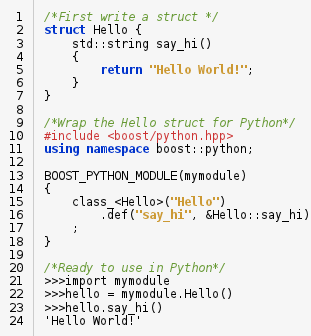 1 /*First write a struct */
2 struct Hello {
3     std::string say_hi()
4     {
5         return "Hello World!";
6     }
7 }
8
9 /*Wrap the Hello struct for Python*/
10 #include <boost/python.hpp>
11 using namespace boost::python;
12
13 BOOST_PYTHON_MODULE(mymodule)
14 {
15     class_<Hello>("Hello")
16         .def("say_hi", &Hello::say_hi)
17     ;
18 }
19
20 /*Ready to use in Python*/
21 >>>import mymodule
22 >>>hello = mymodule.Hello()
23 >>>hello.say_hi()
24 'Hello World!'